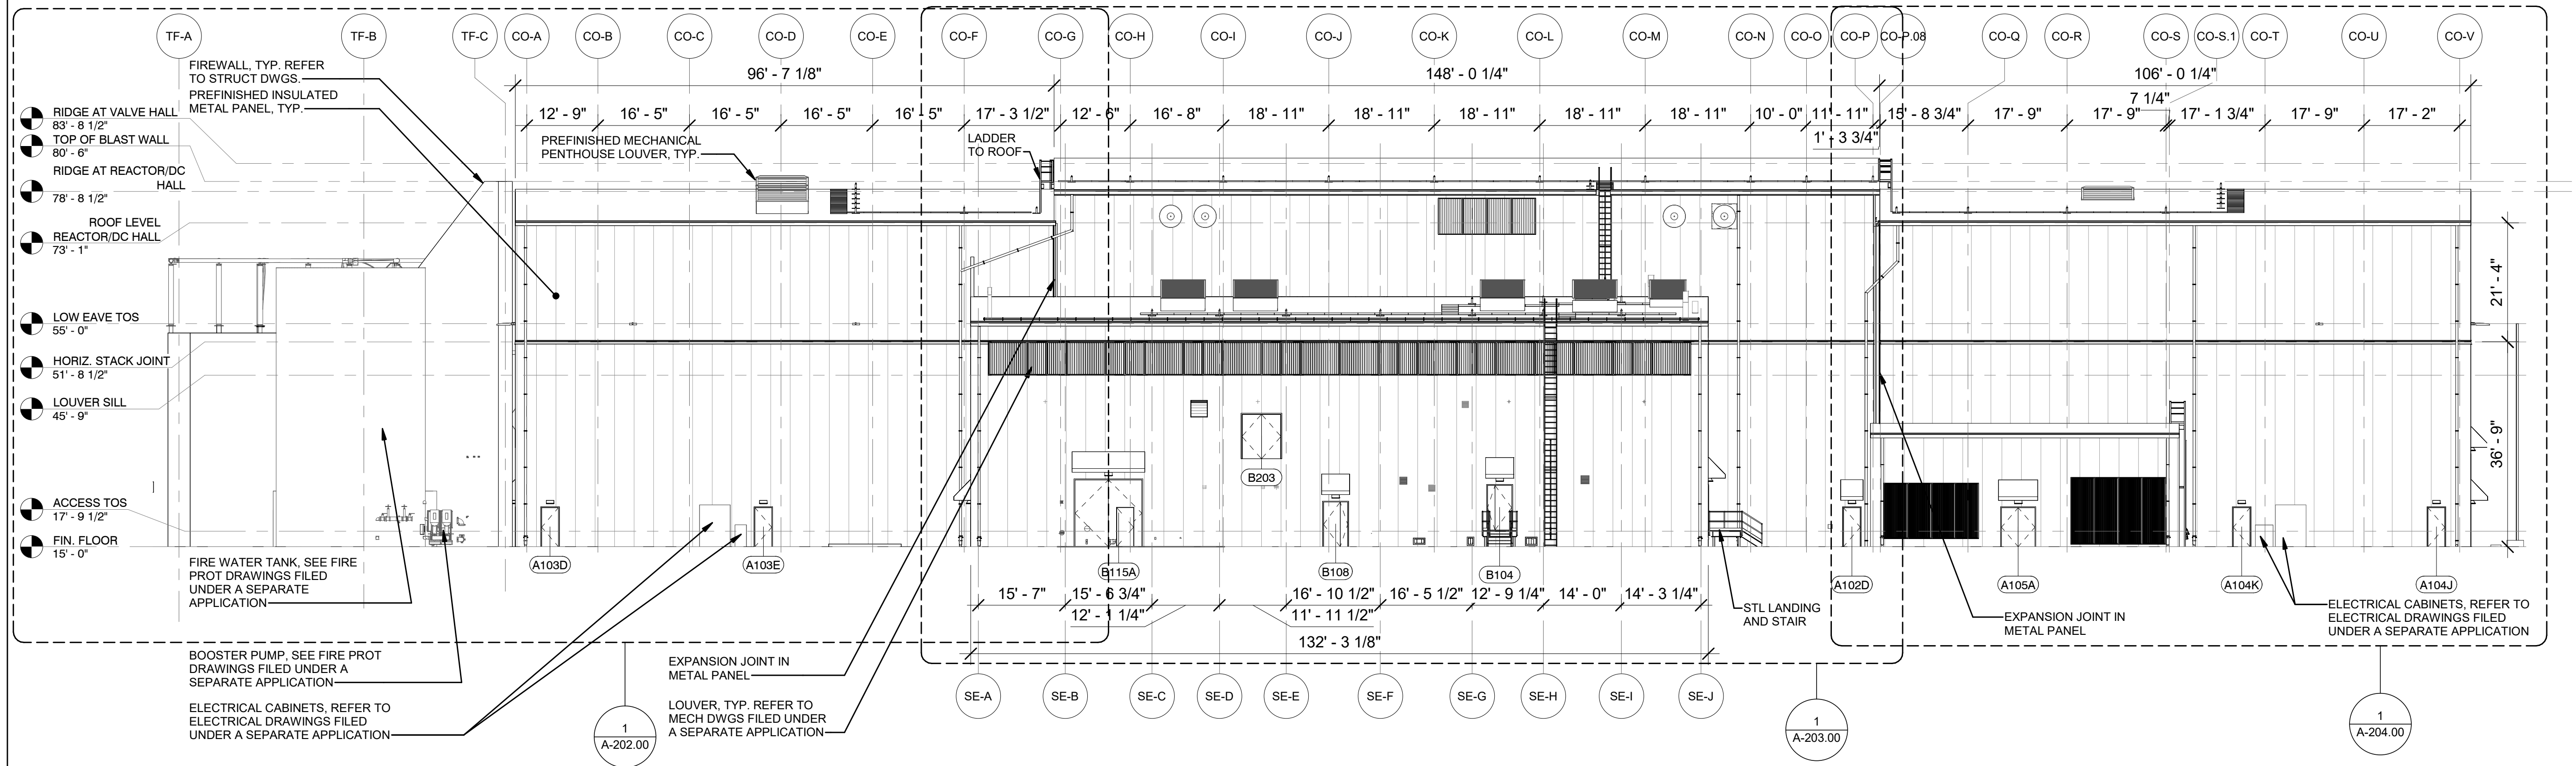 TF-A
TF-B
TF-C
CO-A
CO-B
CO-C
CO-D
CO-E
CO-F
CO-G
CO-H
CO-I
CO-J
CO-K
CO-L
CO-M
CO-N
CO-O
CO-P
CO-P.08
CO-Q
CO-R
CO-S
CO-S.1
CO-T
CO-U
CO-V
96' - 7 1/8"
148' - 0 1/4"
106' - 0 1/4"
7 1/4"
12' - 9"
16' - 5"
16' - 5"
16' - 5"
16' - 5"
17' - 3 1/2"
12' - 6"
16' - 8"
18' - 11"
18' - 11"
18' - 11"
18' - 11"
18' - 11"
10' - 0"
11' - 11"
15' - 8 3/4"
17' - 9"
17' - 9"
17' - 1 3/4"
17' - 9"
17' - 2"
1' - 3 3/4"
FIREWALL, TYP. REFER
TO STRUCT DWGS.
PREFINISHED INSULATED
METAL PANEL, TYP.
PREFINISHED MECHANICAL
PENTHOUSE LOUVER, TYP.
LADDER
TO ROOF
RIDGE AT VALVE HALL
83' - 8 1/2"
TOP OF BLAST WALL
80' - 6"
RIDGE AT REACTOR/DC
HALL
78' - 8 1/2"
ROOF LEVEL
REACTOR/DC HALL
73' - 1"
LOW EAVE TOS
55' - 0"
HORIZ. STACK JOINT
51' - 8 1/2"
LOUVER SILL
45' - 9"
ACCESS TOS
17' - 9 1/2"
FIN. FLOOR
15' - 0"
21' - 4"
36' - 9"
B203
A103D
A103E
B115A
B108
B104
A102D
A105A
A104K
A104J
FIRE WATER TANK, SEE FIRE
PROT DRAWINGS FILED
UNDER A SEPARATE
APPLICATION
BOOSTER PUMP, SEE FIRE PROT
DRAWINGS FILED UNDER A
SEPARATE APPLICATION
ELECTRICAL CABINETS, REFER TO
ELECTRICAL DRAWINGS FILED
UNDER A SEPARATE APPLICATION
EXPANSION JOINT IN
METAL PANEL
LOUVER, TYP. REFER TO
MECH DWGS FILED UNDER
A SEPARATE APPLICATION
15' - 7"
15' - 6 3/4"
16' - 10 1/2"
16' - 5 1/2"
12' - 9 1/4"
14' - 0"
14' - 3 1/4"
12' - 1 1/4"
11' - 11 1/2"
132' - 3 1/8"
STL LANDING
AND STAIR
EXPANSION JOINT IN
METAL PANEL
ELECTRICAL CABINETS, REFER TO
ELECTRICAL DRAWINGS FILED
UNDER A SEPARATE APPLICATION
SE-A
SE-B
SE-C
SE-D
SE-E
SE-F
SE-G
SE-H
SE-I
SE-J
1
A-202.00
1
A-203.00
1
A-204.00